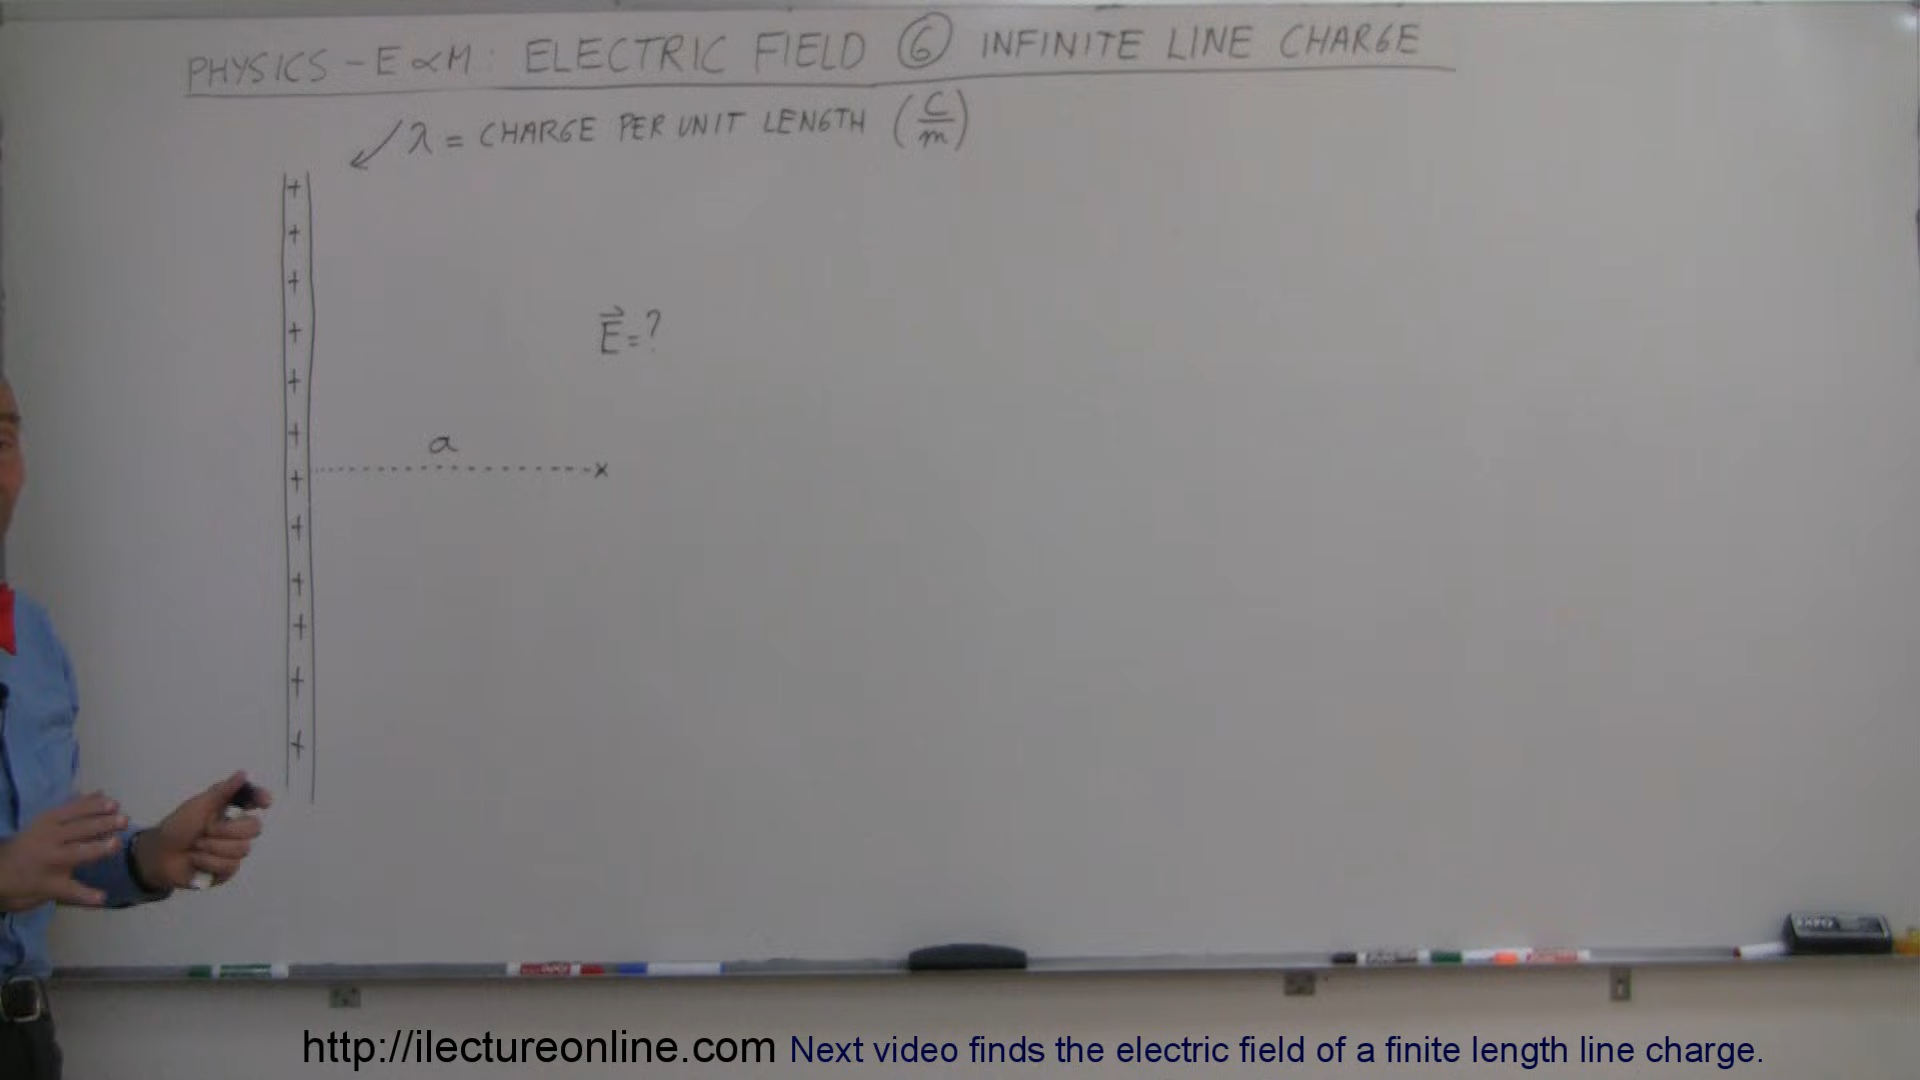 PHYSICS - E∝M: ELECTRIC FIELD ⑥ INFINITE LINE CHARGE
λ = CHARGE PER UNIT LENGTH (C/m)
+
+
+
E⃗ = ?
+
+
a
+
+ x
+
+
+
+
+
EXPO
http://ilectureonline.com Next video finds the electric field of a finite length line charge.